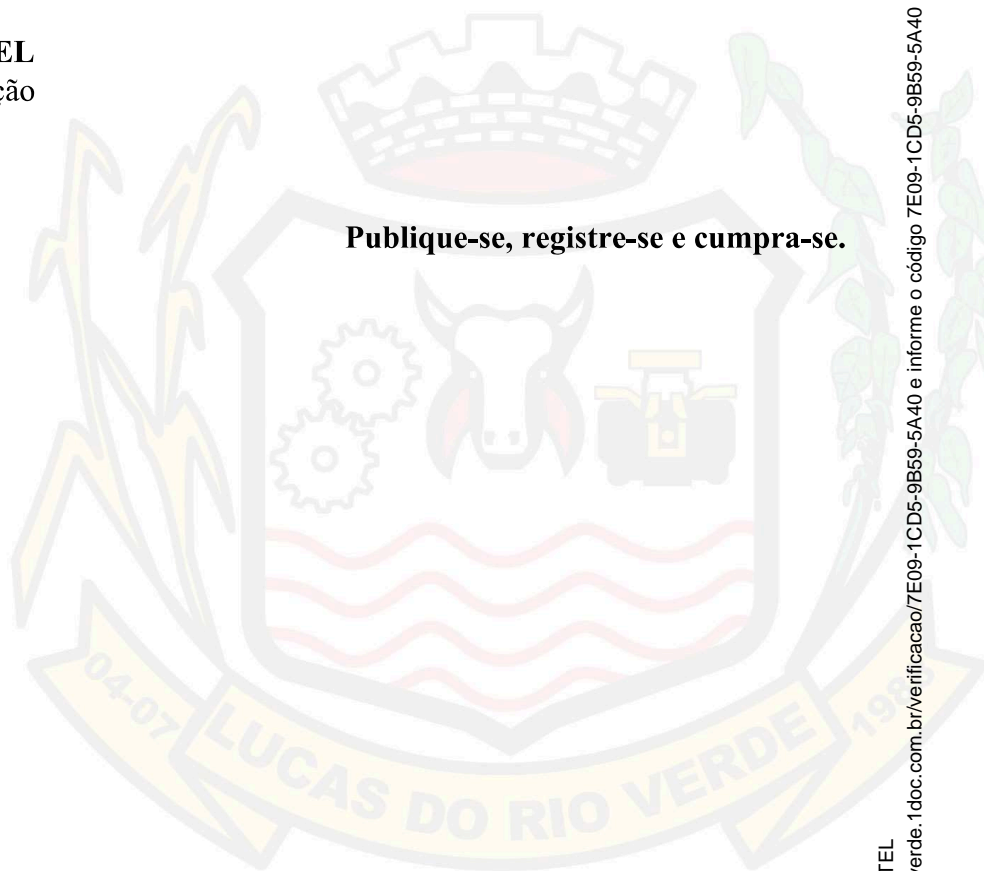 EL
ção
Publique-se, registre-se e cumpra-se.
04-07
LUCAS DO RIO VERDE
TEL
verde.1doc.com.br/verificacao/7E09-1CD5-9B59-5A40 e informe o código 7E09-1CD5-9B59-5A40